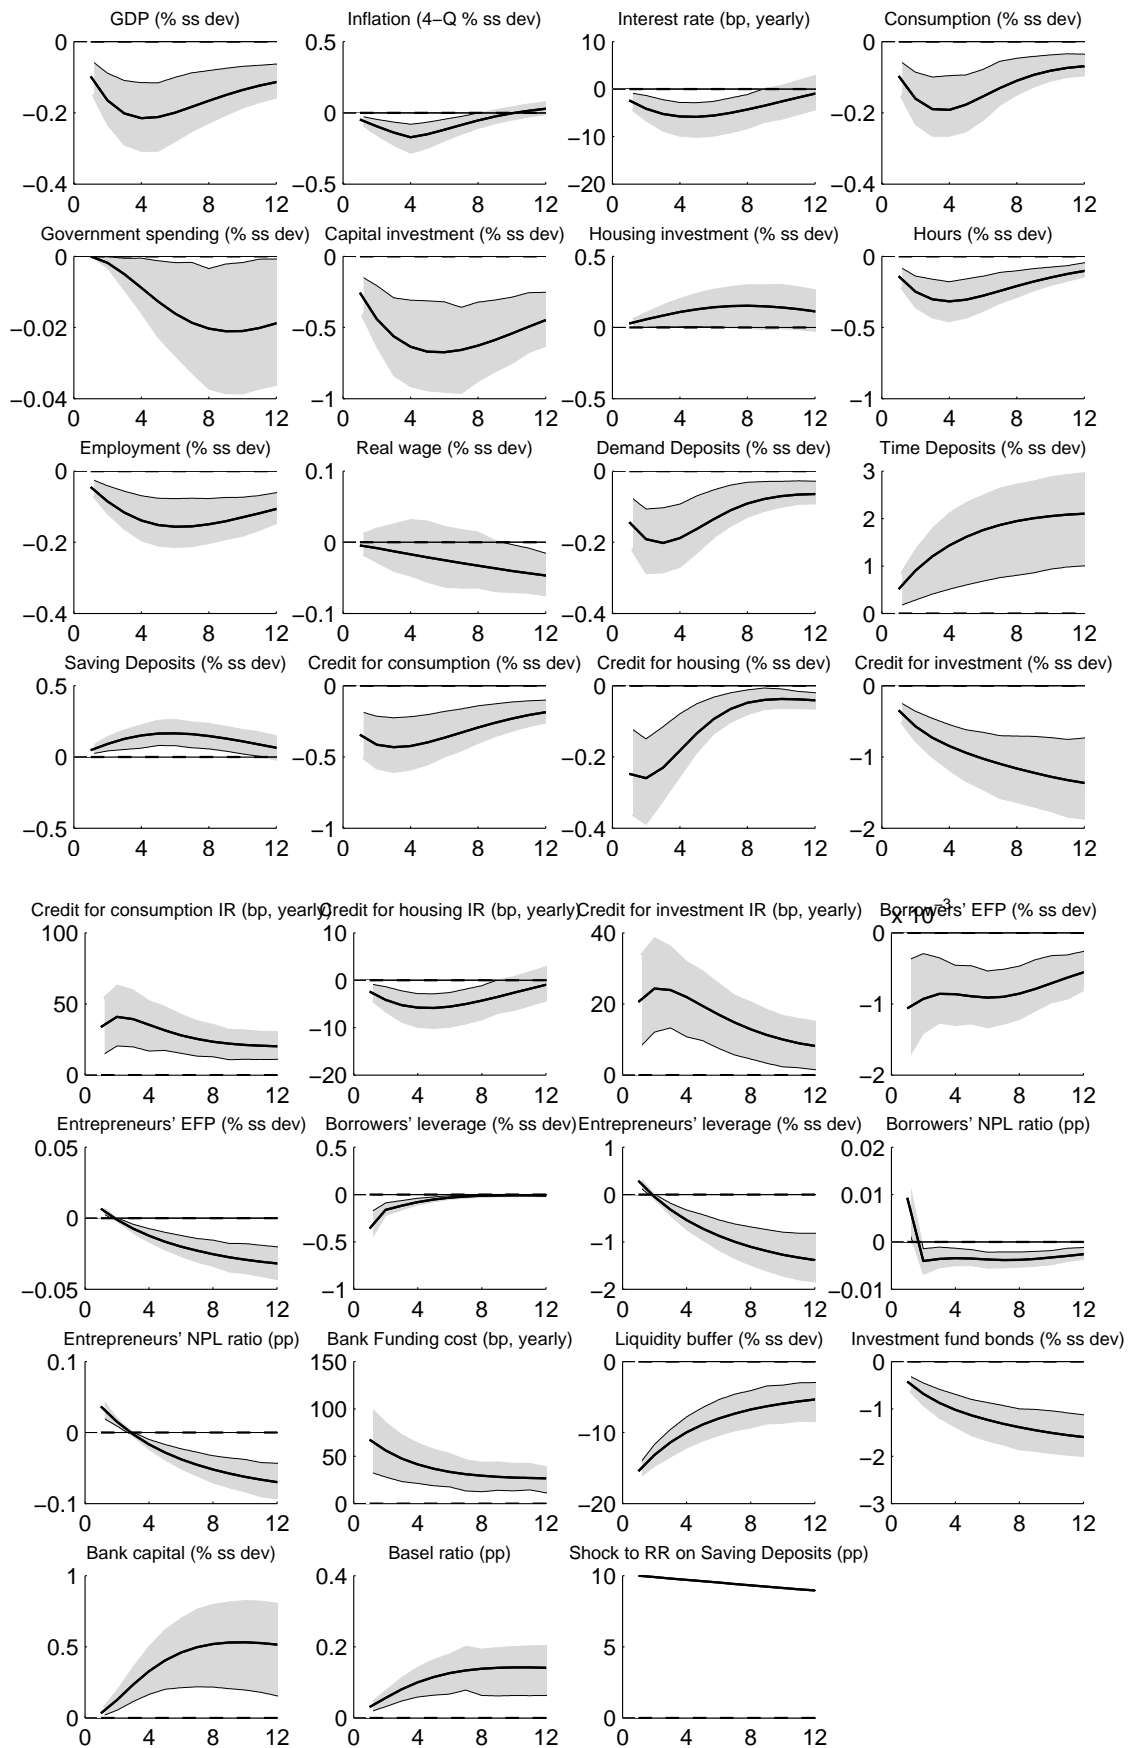 GDP (% ss dev) Inflation (4−Q % ss dev) Interest rate (bp, yearly) Consumption (% ss dev)
0 0.5 10 0
−0.2 0 0 −0.2
−10
−0.4 −0.5 −20 −0.4
0 4 8 12 0 4 8 12 0 4 8 12 0 4 8 12
Government spending (% ss dev) Capital investment (% ss dev) Housing investment (% ss dev) Hours (% ss dev)
0 0 0.5 0
−0.02 −0.5 0 −0.5
−0.04 −1 −0.5 −1
0 4 8 12 0 4 8 12 0 4 8 12 0 4 8 12
Employment (% ss dev) Real wage (% ss dev) Demand Deposits (% ss dev) Time Deposits (% ss dev)
0 0.1 0 3
2
−0.2 0 −0.2
1
−0.4 −0.1 −0.4 0
0 4 8 12 0 4 8 12 0 4 8 12 0 4 8 12
Saving Deposits (% ss dev) Credit for consumption (% ss dev) Credit for housing (% ss dev) Credit for investment (% ss dev)
0.5 0 0 0
0 −0.5 −0.2 −1
−0.5 −1 −0.4 −2
0 4 8 12 0 4 8 12 0 4 8 12 0 4 8 12
Credit for consumption IR (bp, yearly) Credit for housing IR (bp, yearly) Credit for investment IR (bp, yearly) Borrowers' EFP (% ss dev)
x 10−3
100 10 40 0
0
50 20 −1
−10
0 −20 0 −2
0 4 8 12 0 4 8 12 0 4 8 12 0 4 8 12
Entrepreneurs' EFP (% ss dev) Borrowers' leverage (% ss dev) Entrepreneurs' leverage (% ss dev) Borrowers' NPL ratio (pp)
0.05 0.5 1 0.02
0 0 0.01
0
−0.5 −1 0
−0.05 −1 −2 −0.01
0 4 8 12 0 4 8 12 0 4 8 12 0 4 8 12
Entrepreneurs' NPL ratio (pp) Bank Funding cost (bp, yearly) Liquidity buffer (% ss dev) Investment fund bonds (% ss dev)
0.1 150 0 0
100 −1
0 −10
50 −2
−0.1 0 −20 −3
0 4 8 12 0 4 8 12 0 4 8 12 0 4 8 12
Bank capital (% ss dev) Basel ratio (pp) Shock to RR on Saving Deposits (pp)
1 0.4 10
0.5 0.2 5
0 0 0
0 4 8 12 0 4 8 12 0 4 8 12